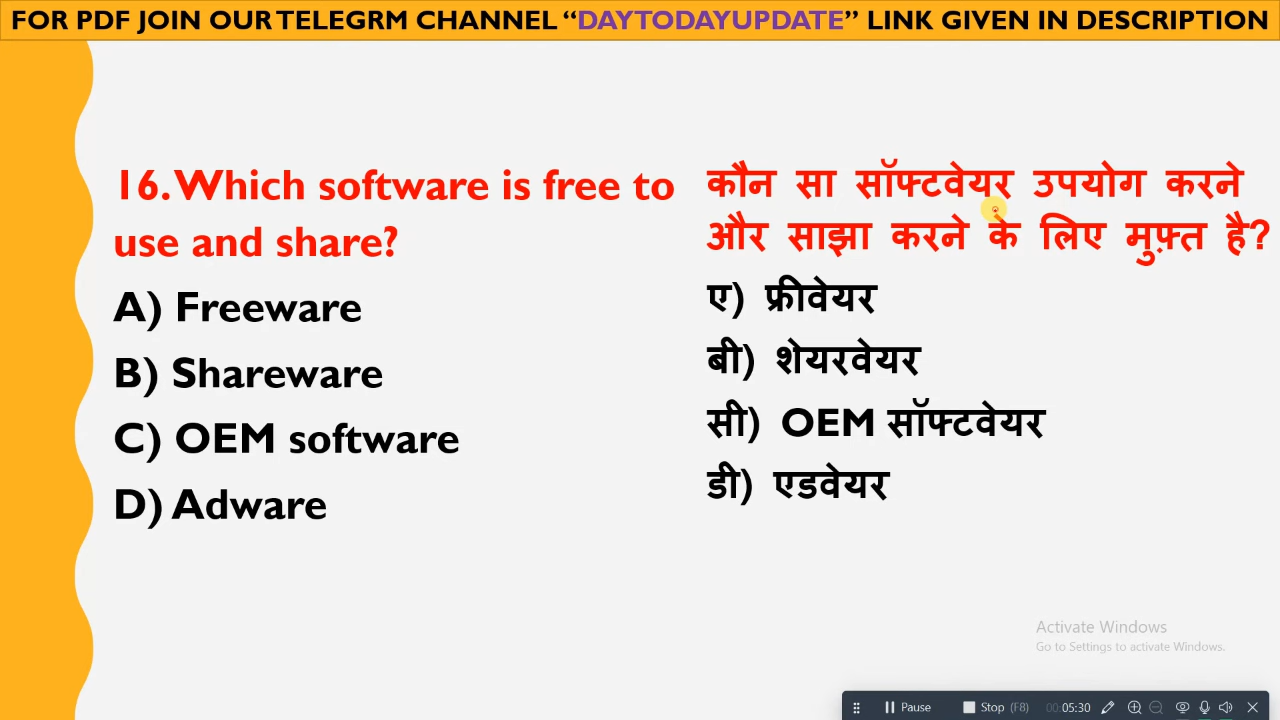 FOR PDF JOIN OUR TELEGRM CHANNEL “DAYTODAYUPDATE” LINK GIVEN IN DESCRIPTION
16. Which software is free to
use and share?
A) Freeware
B) Shareware
C) OEM software
D) Adware
कौन सा सॉफ्टवेयर उपयोग करने
और साझा करने के लिए मुफ़्त है?
ए) फ्रीवेयर
बी) शेयरवेयर
सी) OEM सॉफ्टवेयर
डी) एडवेयर
Activate Windows
Go to Settings to activate Windows.
Pause Stop (F8) 00:05:30